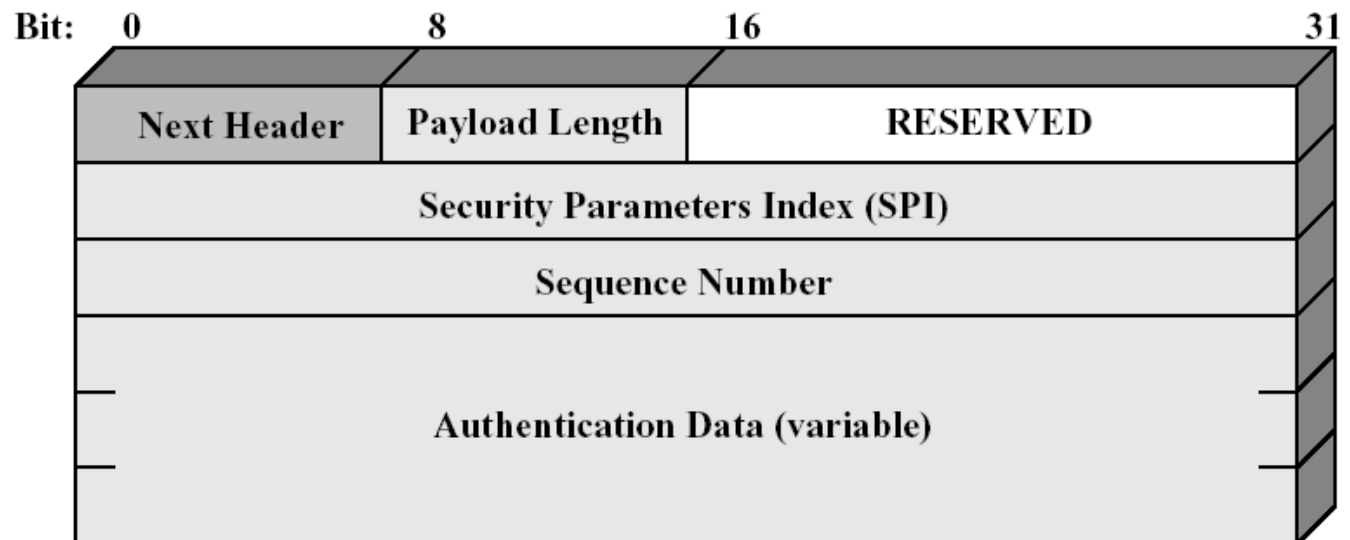 Bit: 0 8 16 31
Next Header Payload Length RESERVED
Security Parameters Index (SPI)
Sequence Number
Authentication Data (variable)